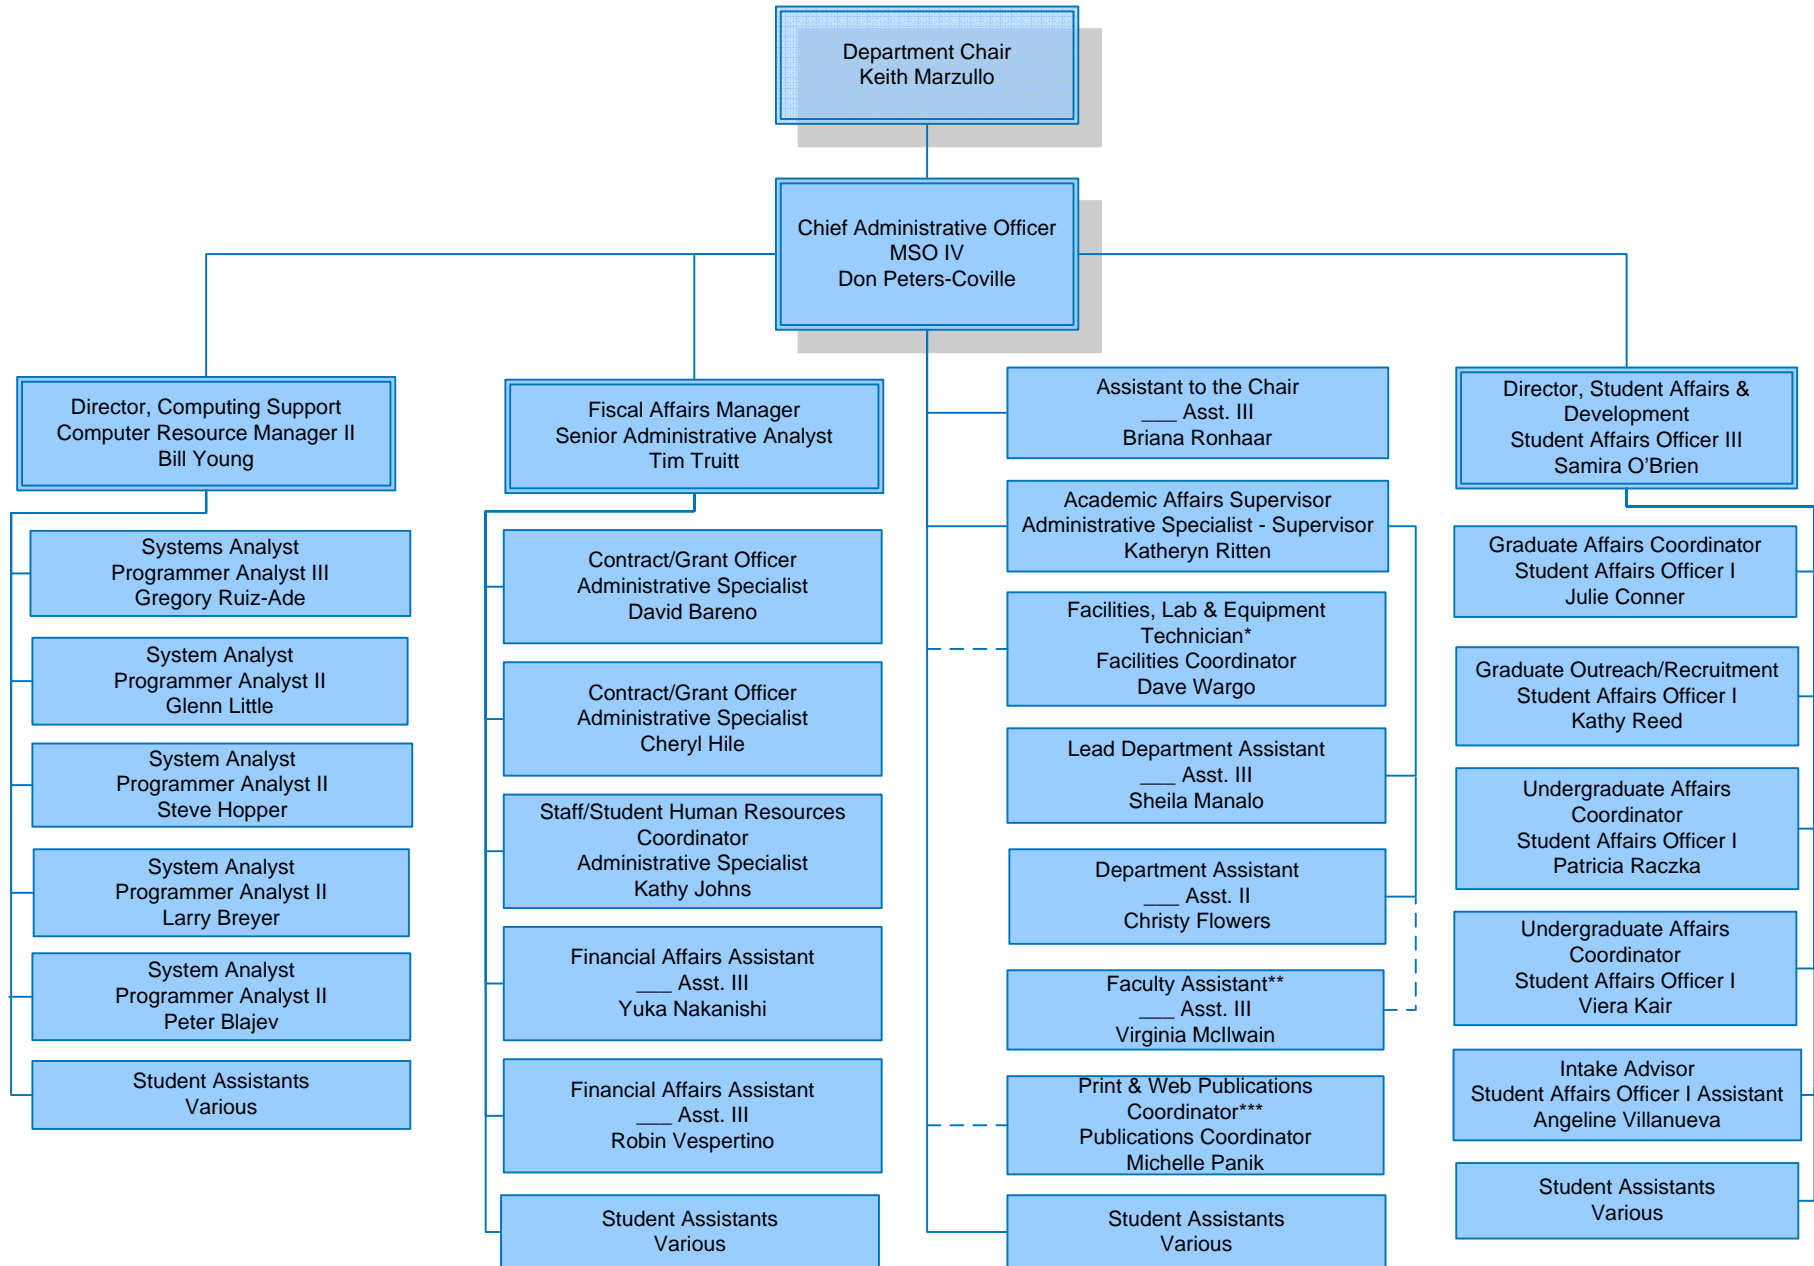 Department Chair
Keith Marzullo
Chief Administrative Officer
MSO IV
Don Peters-Coville
Director, Computing Support
Computer Resource Manager II
Bill Young
Systems Analyst
Programmer Analyst III
Gregory Ruiz-Ade
System Analyst
Programmer Analyst II
Glenn Little
System Analyst
Programmer Analyst II
Steve Hopper
System Analyst
Programmer Analyst II
Larry Breyer
System Analyst
Programmer Analyst II
Peter Blajev
Student Assistants
Various
Fiscal Affairs Manager
Senior Administrative Analyst
Tim Truitt
Contract/Grant Officer
Administrative Specialist
David Bareno
Contract/Grant Officer
Administrative Specialist
Cheryl Hile
Staff/Student Human Resources
Coordinator
Administrative Specialist
Kathy Johns
Financial Affairs Assistant
___ Asst. III
Yuka Nakanishi
Financial Affairs Assistant
___ Asst. III
Robin Vespertino
Student Assistants
Various
Assistant to the Chair
___ Asst. III
Briana Ronhaar
Academic Affairs Supervisor
Administrative Specialist - Supervisor
Katheryn Ritten
Facilities, Lab & Equipment
Technician*
Facilities Coordinator
Dave Wargo
Lead Department Assistant
___ Asst. III
Sheila Manalo
Department Assistant
___ Asst. II
Christy Flowers
Faculty Assistant**
___ Asst. III
Virginia McIlwain
Print & Web Publications
Coordinator***
Publications Coordinator
Michelle Panik
Student Assistants
Various
Director, Student Affairs &
Development
Student Affairs Officer III
Samira O’Brien
Graduate Affairs Coordinator
Student Affairs Officer I
Julie Conner
Graduate Outreach/Recruitment
Student Affairs Officer I
Kathy Reed
Undergraduate Affairs
Coordinator
Student Affairs Officer I
Patricia Raczka
Undergraduate Affairs
Coordinator
Student Affairs Officer I
Viera Kair
Intake Advisor
Student Affairs Officer I Assistant
Angeline Villanueva
Student Assistants
Various